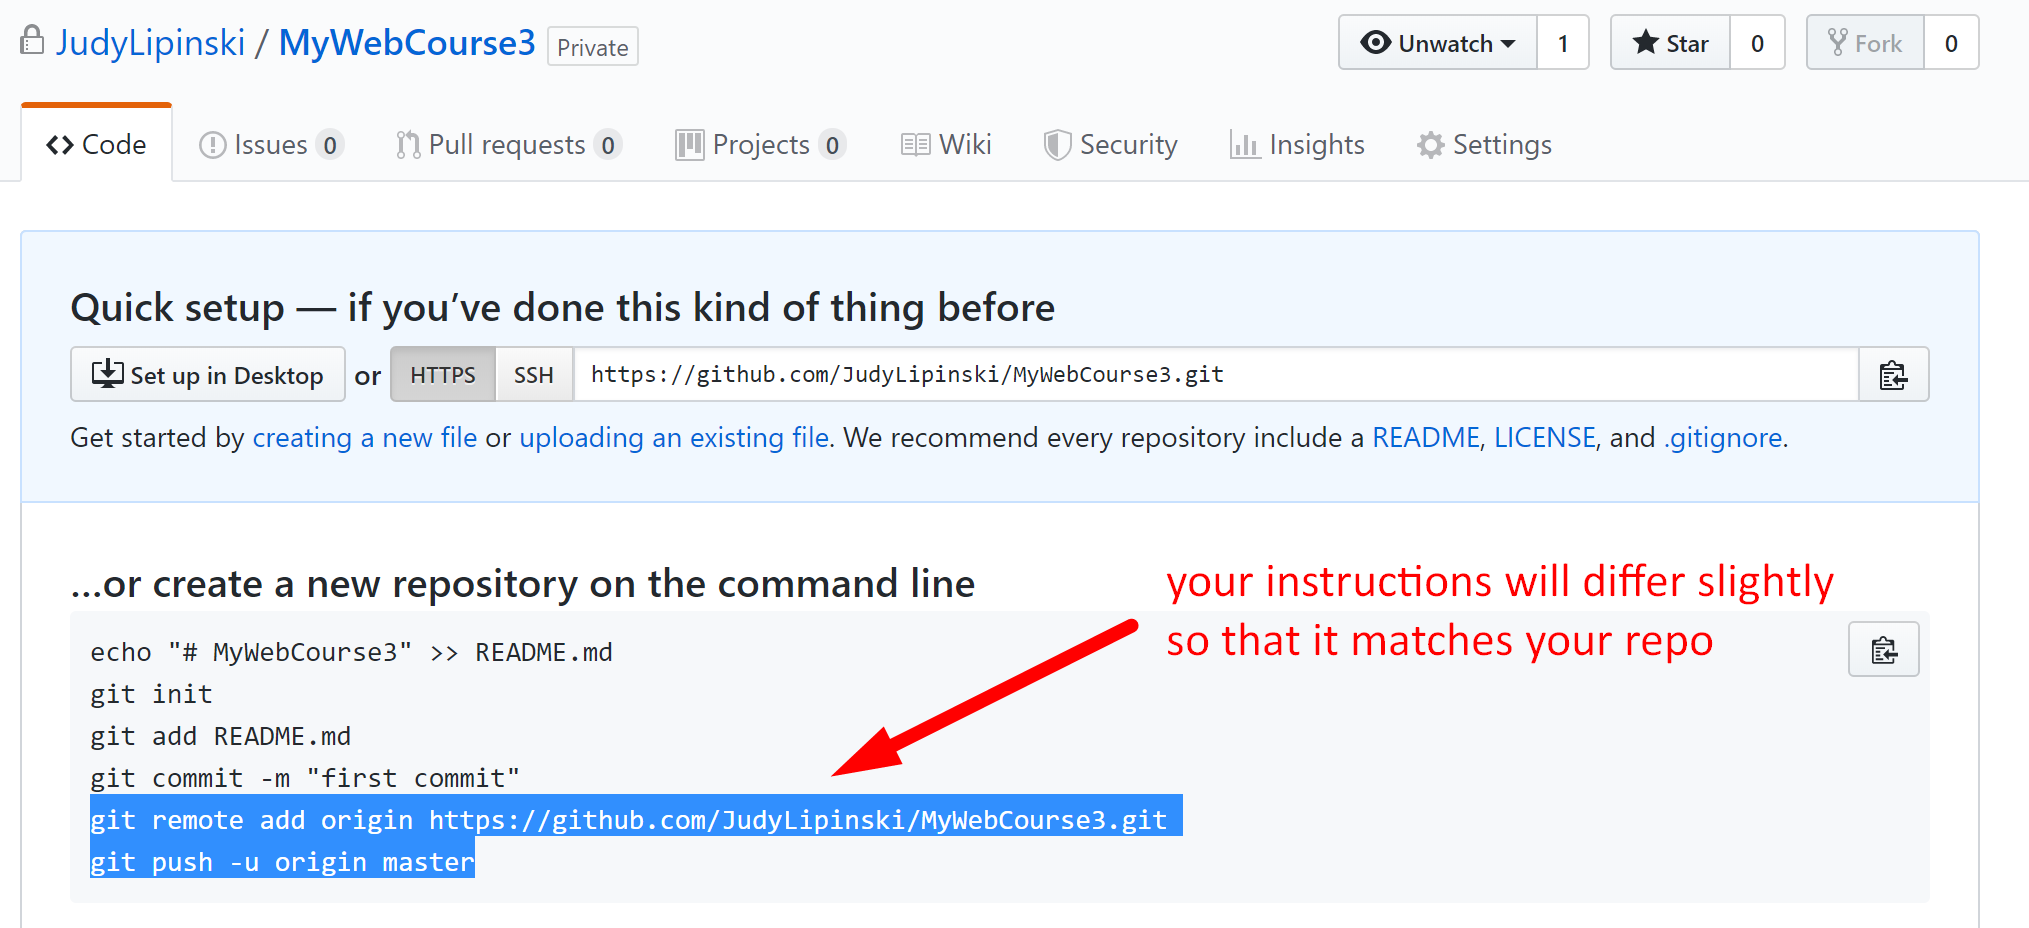 JudyLipinski / MyWebCourse3 Private
Unwatch 1 Star 0 Fork 0
Code Issues 0 Pull requests 0 Projects 0 Wiki Security Insights Settings
Quick setup — if you’ve done this kind of thing before
Set up in Desktop or HTTPS SSH https://github.com/JudyLipinski/MyWebCourse3.git
Get started by creating a new file or uploading an existing file. We recommend every repository include a README, LICENSE, and .gitignore.
...or create a new repository on the command line
your instructions will differ slightly
so that it matches your repo
echo "# MyWebCourse3" >> README.md
git init
git add README.md
git commit -m "first commit"
git remote add origin https://github.com/JudyLipinski/MyWebCourse3.git
git push -u origin master